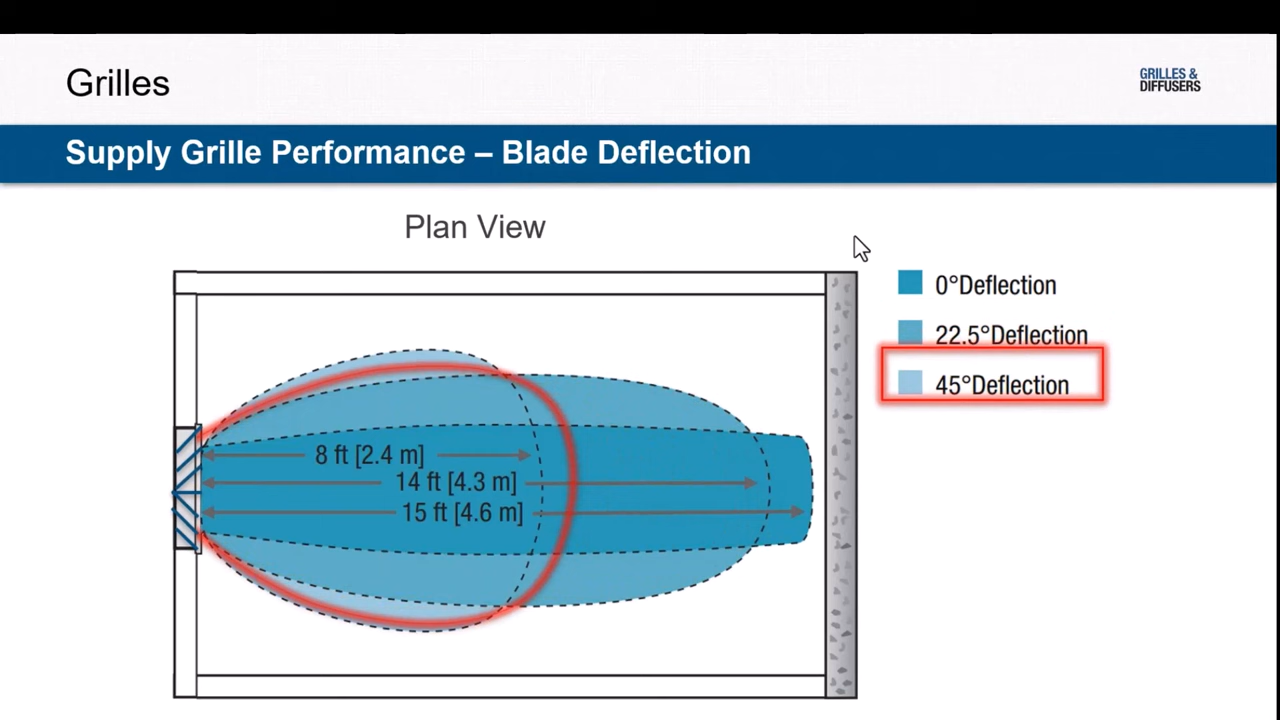 Grilles
GRILLES &
DIFFUSERS
Supply Grille Performance – Blade Deflection
Plan View
0°Deflection
22.5°Deflection
45°Deflection
8 ft [2.4 m]
14 ft [4.3 m]
15 ft [4.6 m]